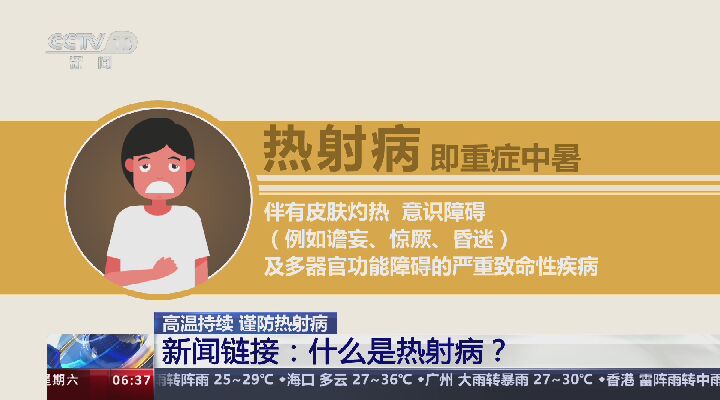 CCTV 13
新闻
热射病 即重症中暑
伴有皮肤灼热 意识障碍
（例如谵妄、惊厥、昏迷）
及多器官功能障碍的严重致命性疾病
高温持续 谨防热射病
新闻链接：什么是热射病？
星期六 06:37 雨转阵雨 25~29℃ •海口 多云 27~36℃ •广州 大雨转暴雨 27~30℃ •香港 雷阵雨转中雨